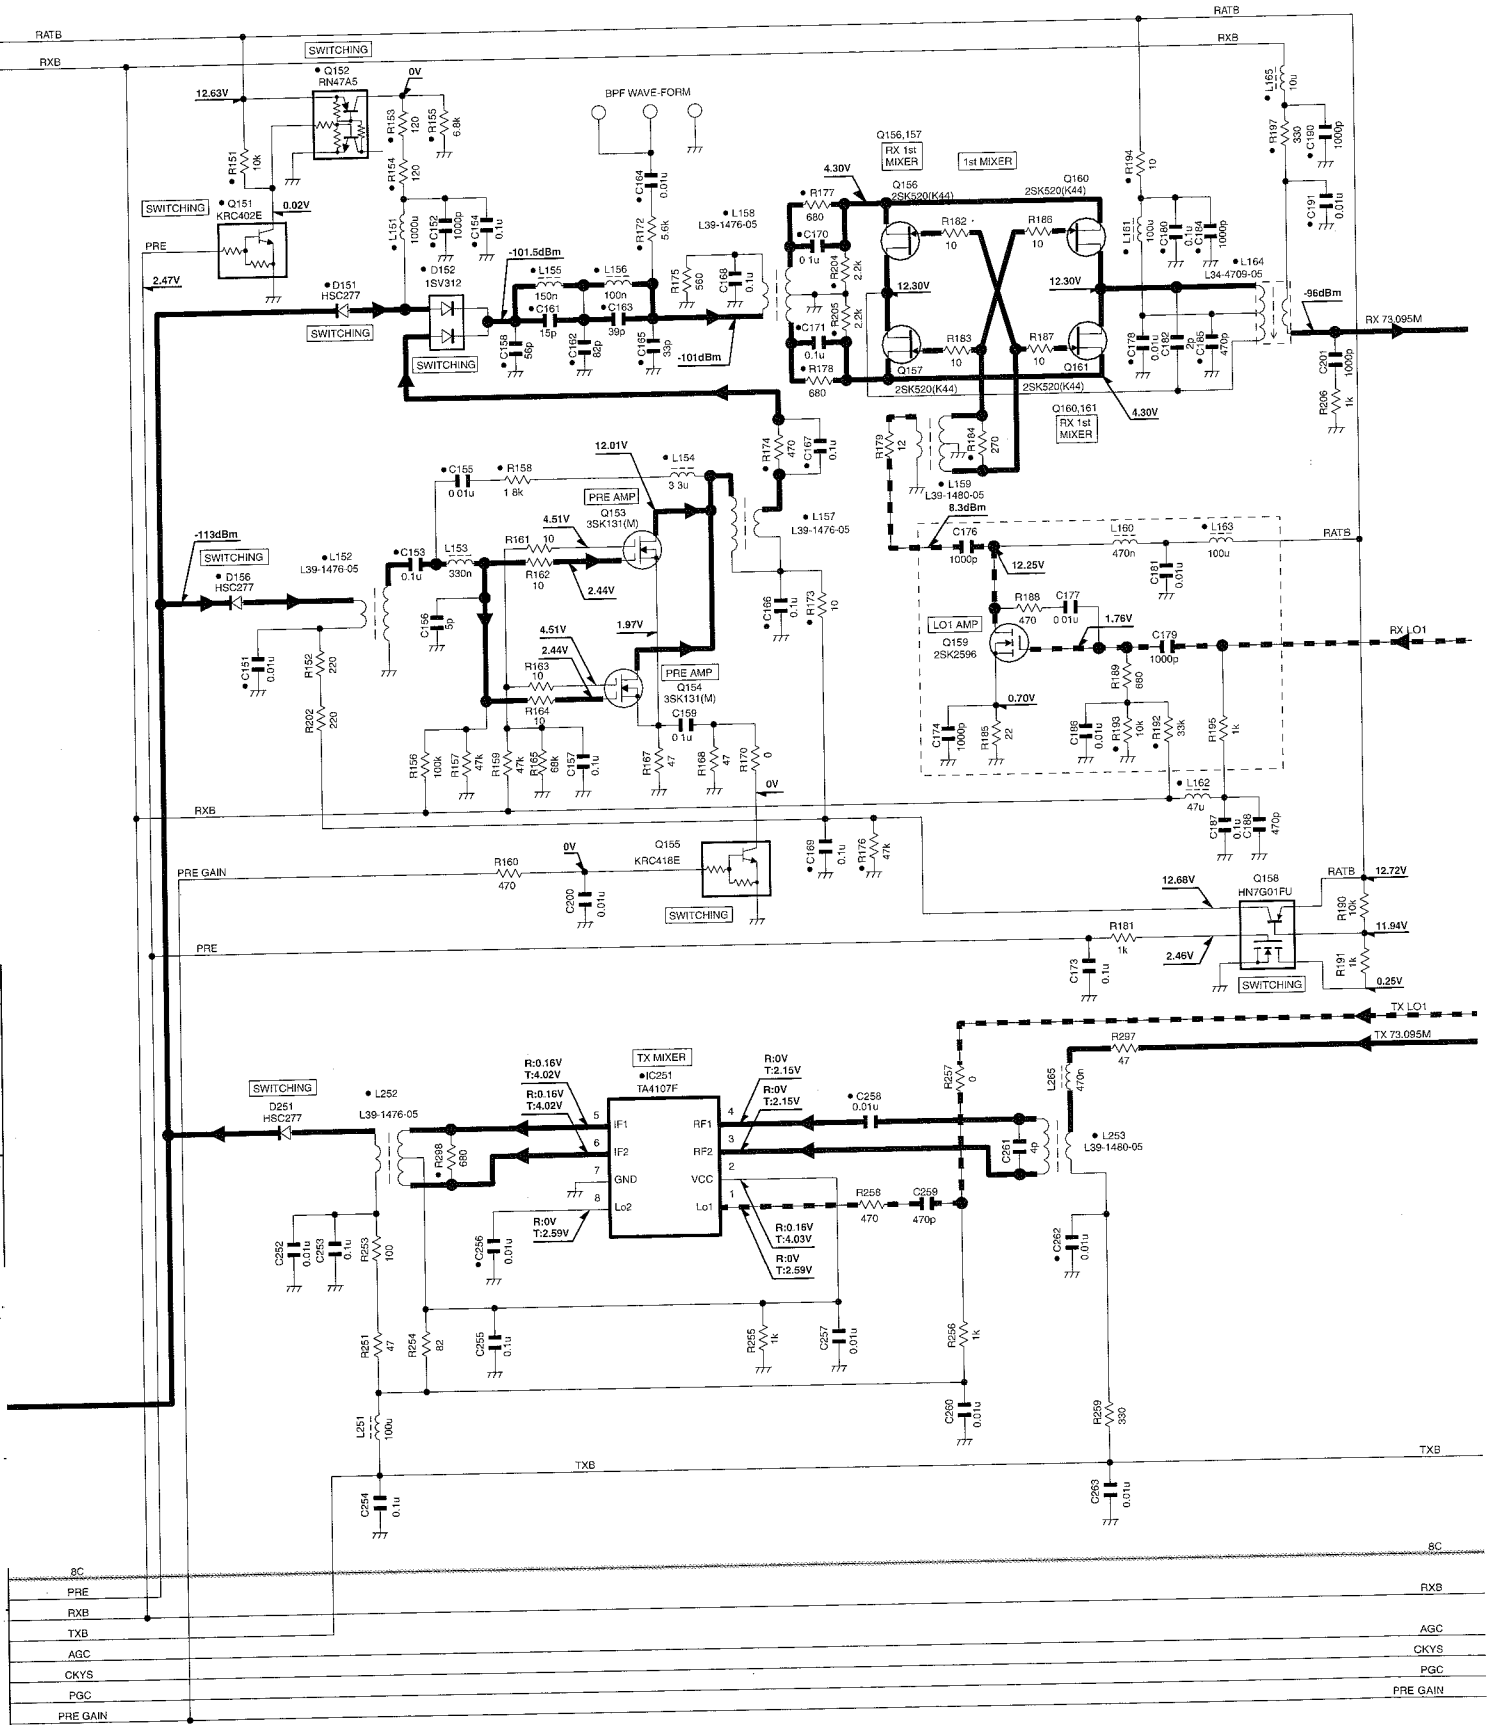 RATB
RATB
RXB
RXB
SWITCHING
Q152
RN47A5
0V
12.63V
R153
120
R155
6.8k
R151
10k
R154
120
BPF WAVE-FORM
L165
10u
R197
330
C190
1000p
Q156,157
RX 1st
MIXER
1st MIXER
R194
10
4.30V
Q156
2SK520(K44)
Q160
2SK520(K44)
Q151
KRC402E
SWITCHING
0.02V
PRE
2.47V
L151
1000u
C152
1000p
C154
0.1u
C164
0.01u
R172
5.6k
L158
L39-1476-05
R177
680
C170
0.1u
R182
10
R186
10
L161
100u
C180
0.1u
C184
1000p
C191
0.01u
D151
HSC277
SWITCHING
D152
1SV312
SWITCHING
-101.5dBm
L155
150n
L156
100n
C161
15p
C163
39p
C158
56p
C162
82p
C165
33p
R175
560
C168
0.1u
-101dBm
R204
2.2k
R205
2.2k
12.30V
12.30V
L164
L34-4709-05
-96dBm
RX 73.095M
C171
0.1u
R178
680
R183
10
R187
10
Q157
2SK520(K44)
Q161
2SK520(K44)
C178
0.01u
C182
2p
C185
470p
C201
1000p
R206
1k
4.30V
Q160,161
RX 1st
MIXER
R174
470
C167
0.1u
R179
12
R184
270
L159
L39-1480-05
8.3dBm
12.01V
C155
0.01u
R158
1.8k
L154
3.3u
PRE AMP
Q153
3SK131(M)
4.51V
L157
L39-1476-05
-113dBm
SWITCHING
D156
HSC277
L152
L39-1476-05
C153
0.1u
L153
330n
R161
10
R162
10
2.44V
C176
1000p
12.25V
L160
470n
L163
100u
RATB
C181
0.01u
C156
5p
1.97V
4.51V
2.44V
R163
10
R164
10
PRE AMP
Q154
3SK131(M)
C166
0.1u
R173
10
R188
470
C177
0.01u
LO1 AMP
Q159
2SK2596
1.76V
C179
1000p
RX LO1
C151
0.01u
R152
220
R202
220
R189
680
0.70V
C174
1000p
R185
22
C186
0.01u
R193
10k
R192
33k
R195
1k
R156
100k
R157
47k
R159
47k
R165
68k
C157
0.1u
C159
0.1u
R167
47
R168
47
R170
0
0V
L162
47u
RXB
C187
0.1u
C188
470p
PRE GAIN
R160
470
0V
C200
0.01u
Q155
KRC418E
SWITCHING
C169
0.1u
R176
47k
12.68V
Q158
HN7G01FU
RATB
12.72V
R190
10k
11.94V
PRE
R181
1k
2.46V
C173
0.1u
SWITCHING
R191
1k
0.25V
TX LO1
TX 73.095M
R297
47
L265
470n
R257
0
TX MIXER
IC251
TA4107F
R:0.16V
T:4.02V
R:0.16V
T:4.02V
R:0V
T:2.15V
R:0V
T:2.15V
C258
0.01u
SWITCHING
D251
HSC277
L252
L39-1476-05
R298
680
5
IF1
RF1
4
6
IF2
RF2
3
7
GND
VCC
2
8
Lo2
Lo1
1
C261
4p
L253
L39-1480-05
R:0V
T:2.59V
R:0.16V
T:4.03V
R:0V
T:2.59V
R258
470
C259
470p
C252
0.01u
C253
0.1u
R253
100
C256
0.01u
C262
0.01u
R251
47
R254
82
C255
0.1u
R255
1k
C257
0.01u
R256
1k
L251
100u
C260
0.01u
R259
330
TXB
TXB
C254
0.1u
C263
0.01u
8C
8C
PRE
RXB
RXB
TXB
AGC
AGC
CKYS
CKYS
PGC
PGC
PRE GAIN
PRE GAIN